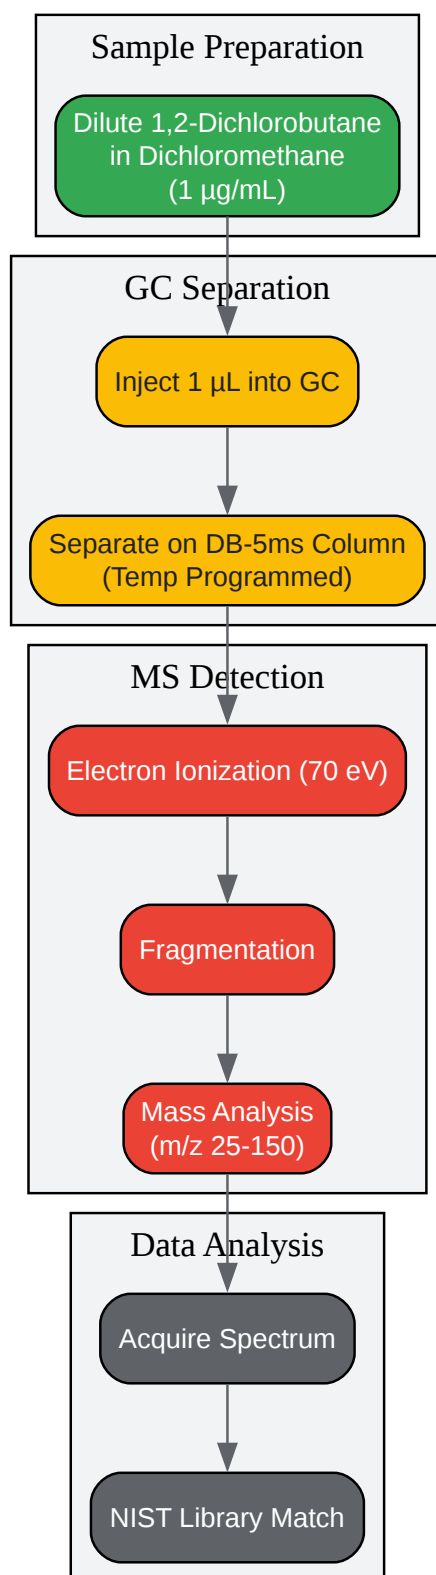 Sample Preparation
Dilute 1,2-Dichlorobutane
in Dichloromethane
(1 µg/mL)
GC Separation
Inject 1 µL into GC
Separate on DB-5ms Column
(Temp Programmed)
MS Detection
Electron Ionization (70 eV)
Fragmentation
Mass Analysis
(m/z 25-150)
Data Analysis
Acquire Spectrum
NIST Library Match